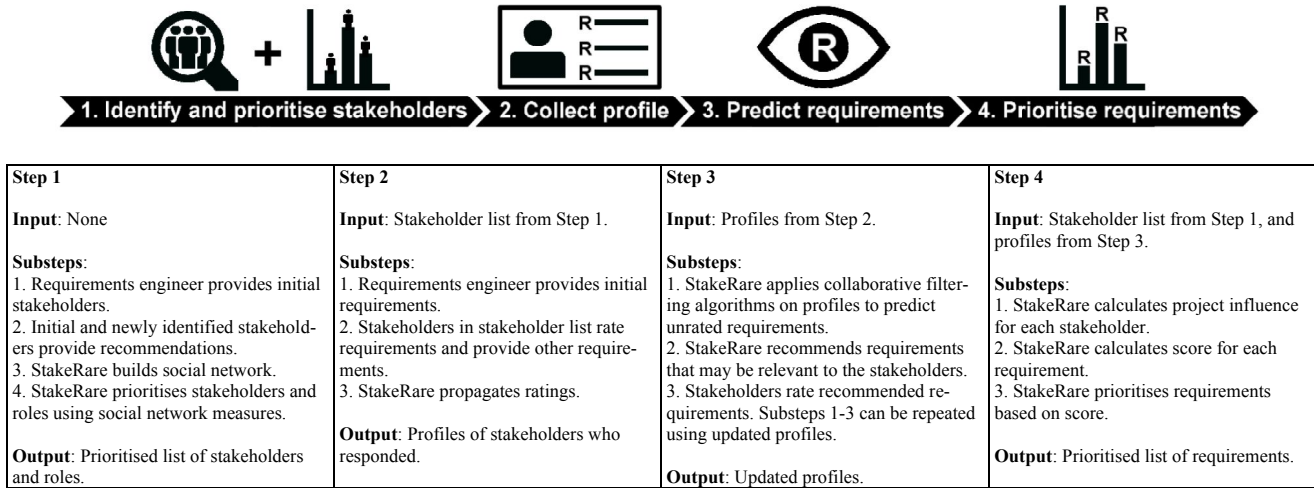 R
R
R
R
R
R
R
1. Identify and prioritise stakeholders
2. Collect profile
3. Predict requirements
4. Prioritise requirements
Step 1
Input: None
Substeps:
1. Requirements engineer provides initial
stakeholders.
2. Initial and newly identified stakehold-
ers provide recommendations.
3. StakeRare builds social network.
4. StakeRare prioritises stakeholders and
roles using social network measures.
Output: Prioritised list of stakeholders
and roles.
Step 2
Input: Stakeholder list from Step 1.
Substeps:
1. Requirements engineer provides initial
requirements.
2. Stakeholders in stakeholder list rate
requirements and provide other require-
ments.
3. StakeRare propagates ratings.
Output: Profiles of stakeholders who
responded.
Step 3
Input: Profiles from Step 2.
Substeps:
1. StakeRare applies collaborative filter-
ing algorithms on profiles to predict
unrated requirements.
2. StakeRare recommends requirements
that may be relevant to the stakeholders.
3. Stakeholders rate recommended re-
quirements. Substeps 1-3 can be repeated
using updated profiles.
Output: Updated profiles.
Step 4
Input: Stakeholder list from Step 1, and
profiles from Step 3.
Substeps:
1. StakeRare calculates project influence
for each stakeholder.
2. StakeRare calculates score for each
requirement.
3. StakeRare prioritises requirements
based on score.
Output: Prioritised list of requirements.